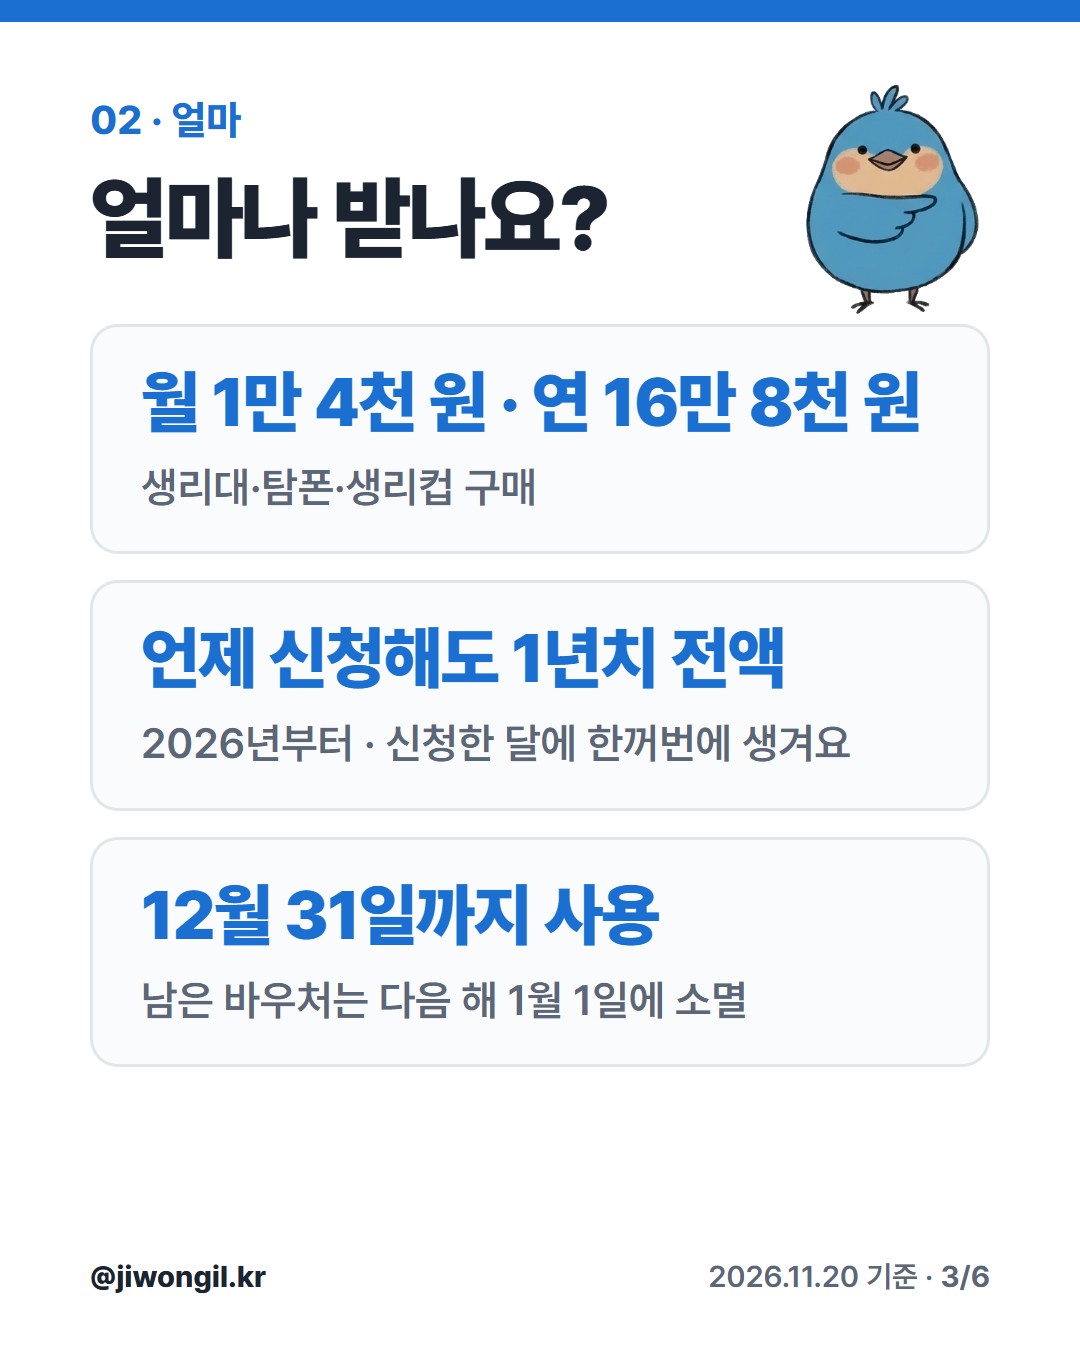 02 · 얼마
얼마나 받나요?
월 1만 4천 원 · 연 16만 8천 원
생리대·탐폰·생리컵 구매
언제 신청해도 1년치 전액
2026년부터 · 신청한 달에 한꺼번에 생겨요
12월 31일까지 사용
남은 바우처는 다음 해 1월 1일에 소멸
@jiwongil.kr
2026.11.20 기준 · 3/6